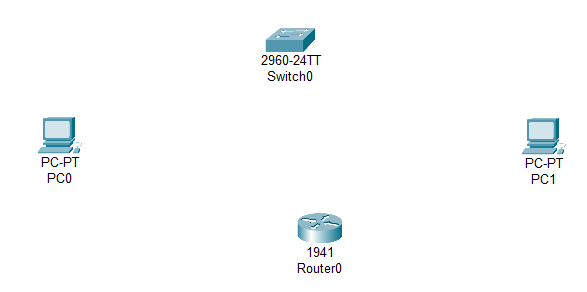 2960-24TT
Switch0
PC-PT
PC0
PC-PT
PC1
1941
Router0